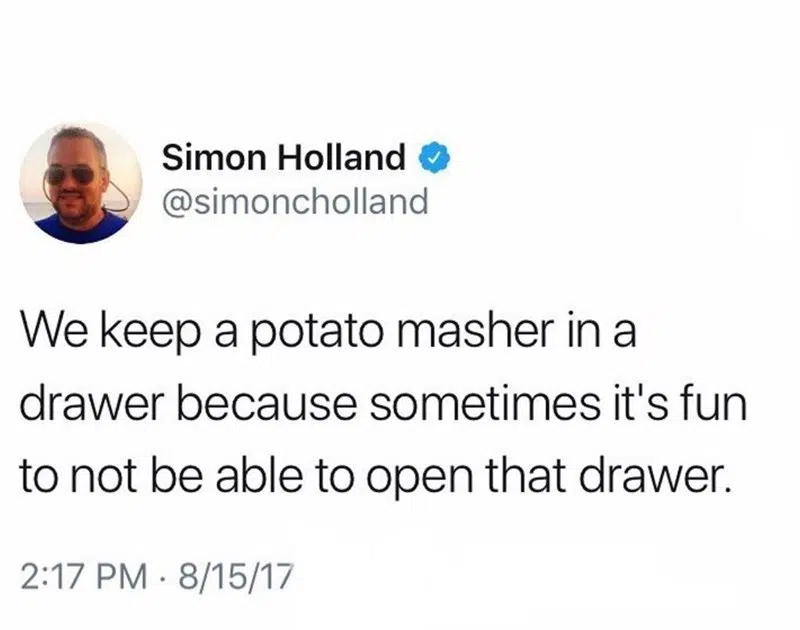 Simon Holland
@simoncholland
We keep a potato masher in a
drawer because sometimes it's fun
to not be able to open that drawer.
2:17 PM · 8/15/17